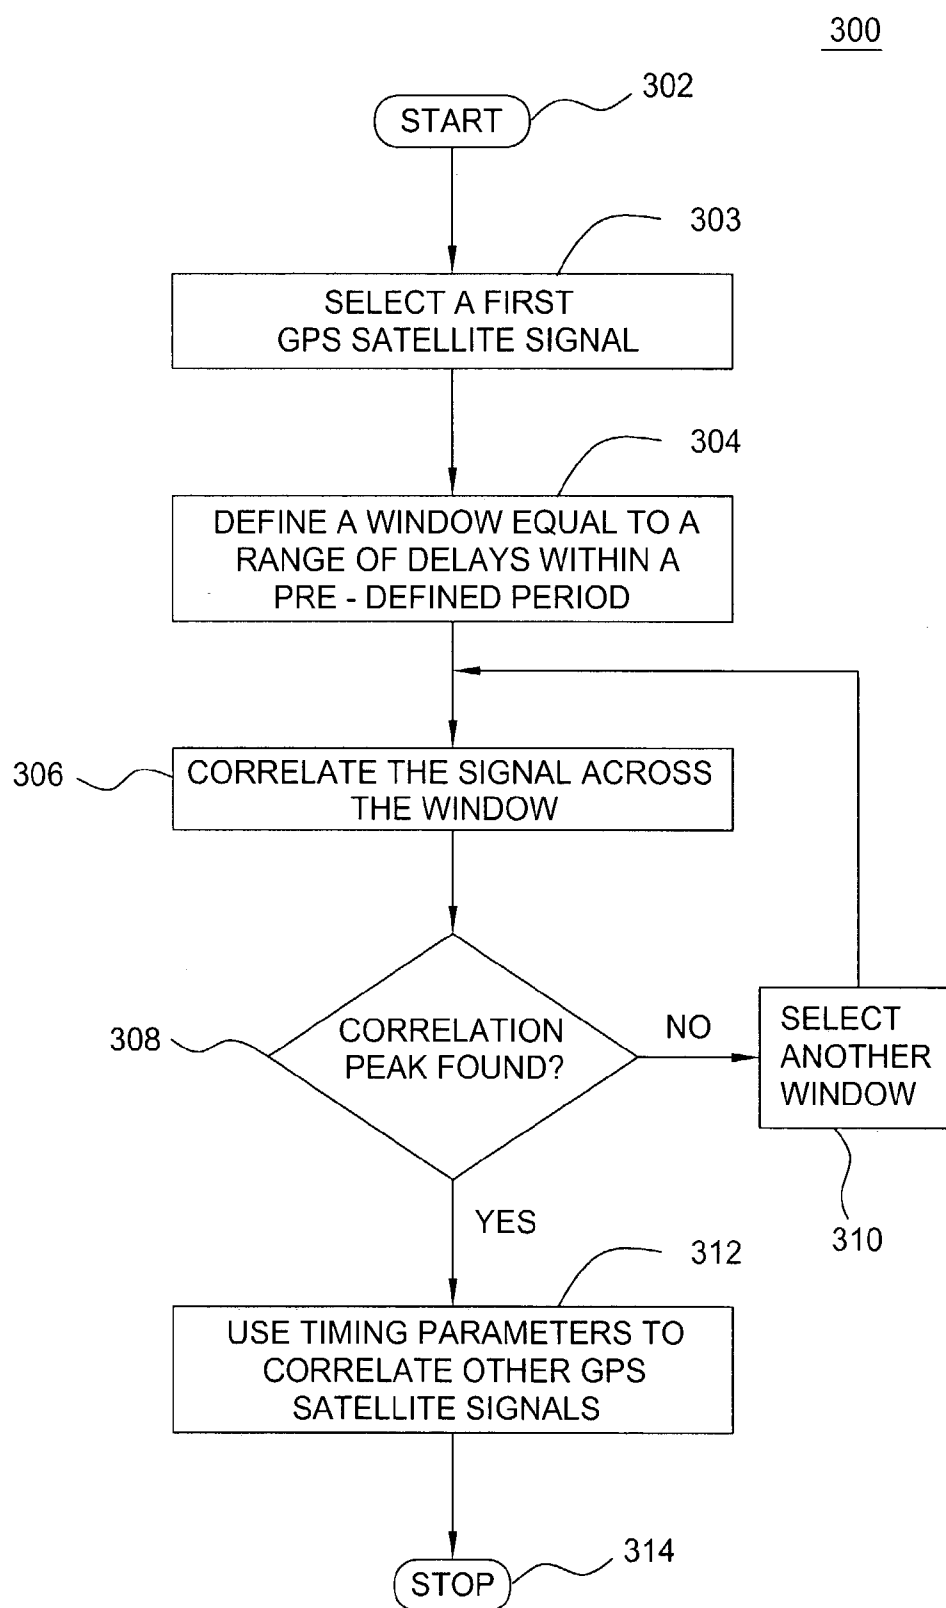 300
START
302
303
SELECT A FIRST
GPS SATELLITE SIGNAL
304
DEFINE A WINDOW EQUAL TO A
RANGE OF DELAYS WITHIN A
PRE - DEFINED PERIOD
306
CORRELATE THE SIGNAL ACROSS
THE WINDOW
308
CORRELATION
PEAK FOUND?
NO
SELECT
ANOTHER
WINDOW
310
YES
312
USE TIMING PARAMETERS TO
CORRELATE OTHER GPS
SATELLITE SIGNALS
STOP
314